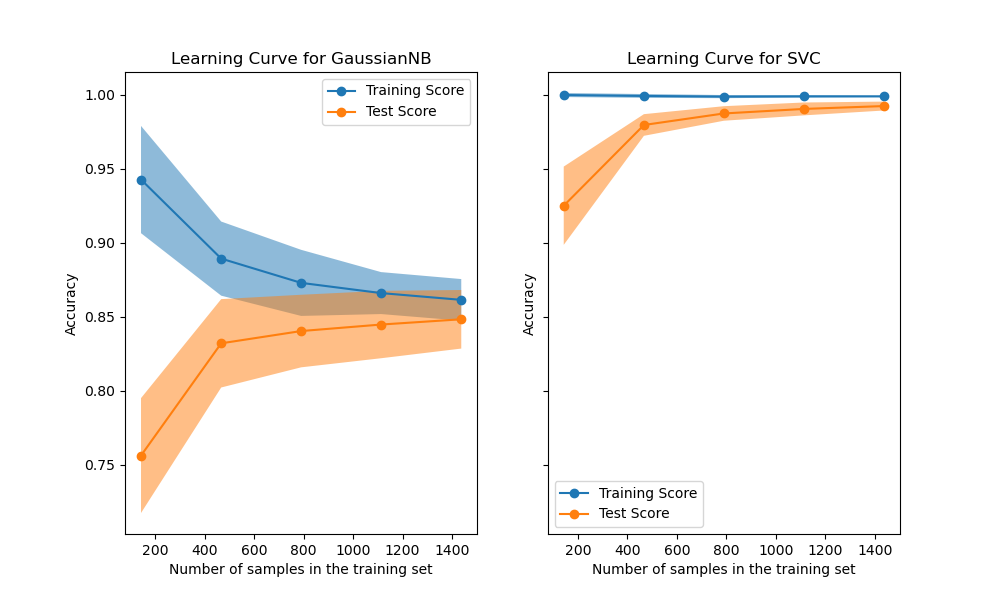 Learning Curve for GaussianNB
Training Score
Test Score
1.00
0.95
0.90
0.85
0.80
0.75
Accuracy
200 400 600 800 1000 1200 1400
Number of samples in the training set
Learning Curve for SVC
Accuracy
Training Score
Test Score
200 400 600 800 1000 1200 1400
Number of samples in the training set